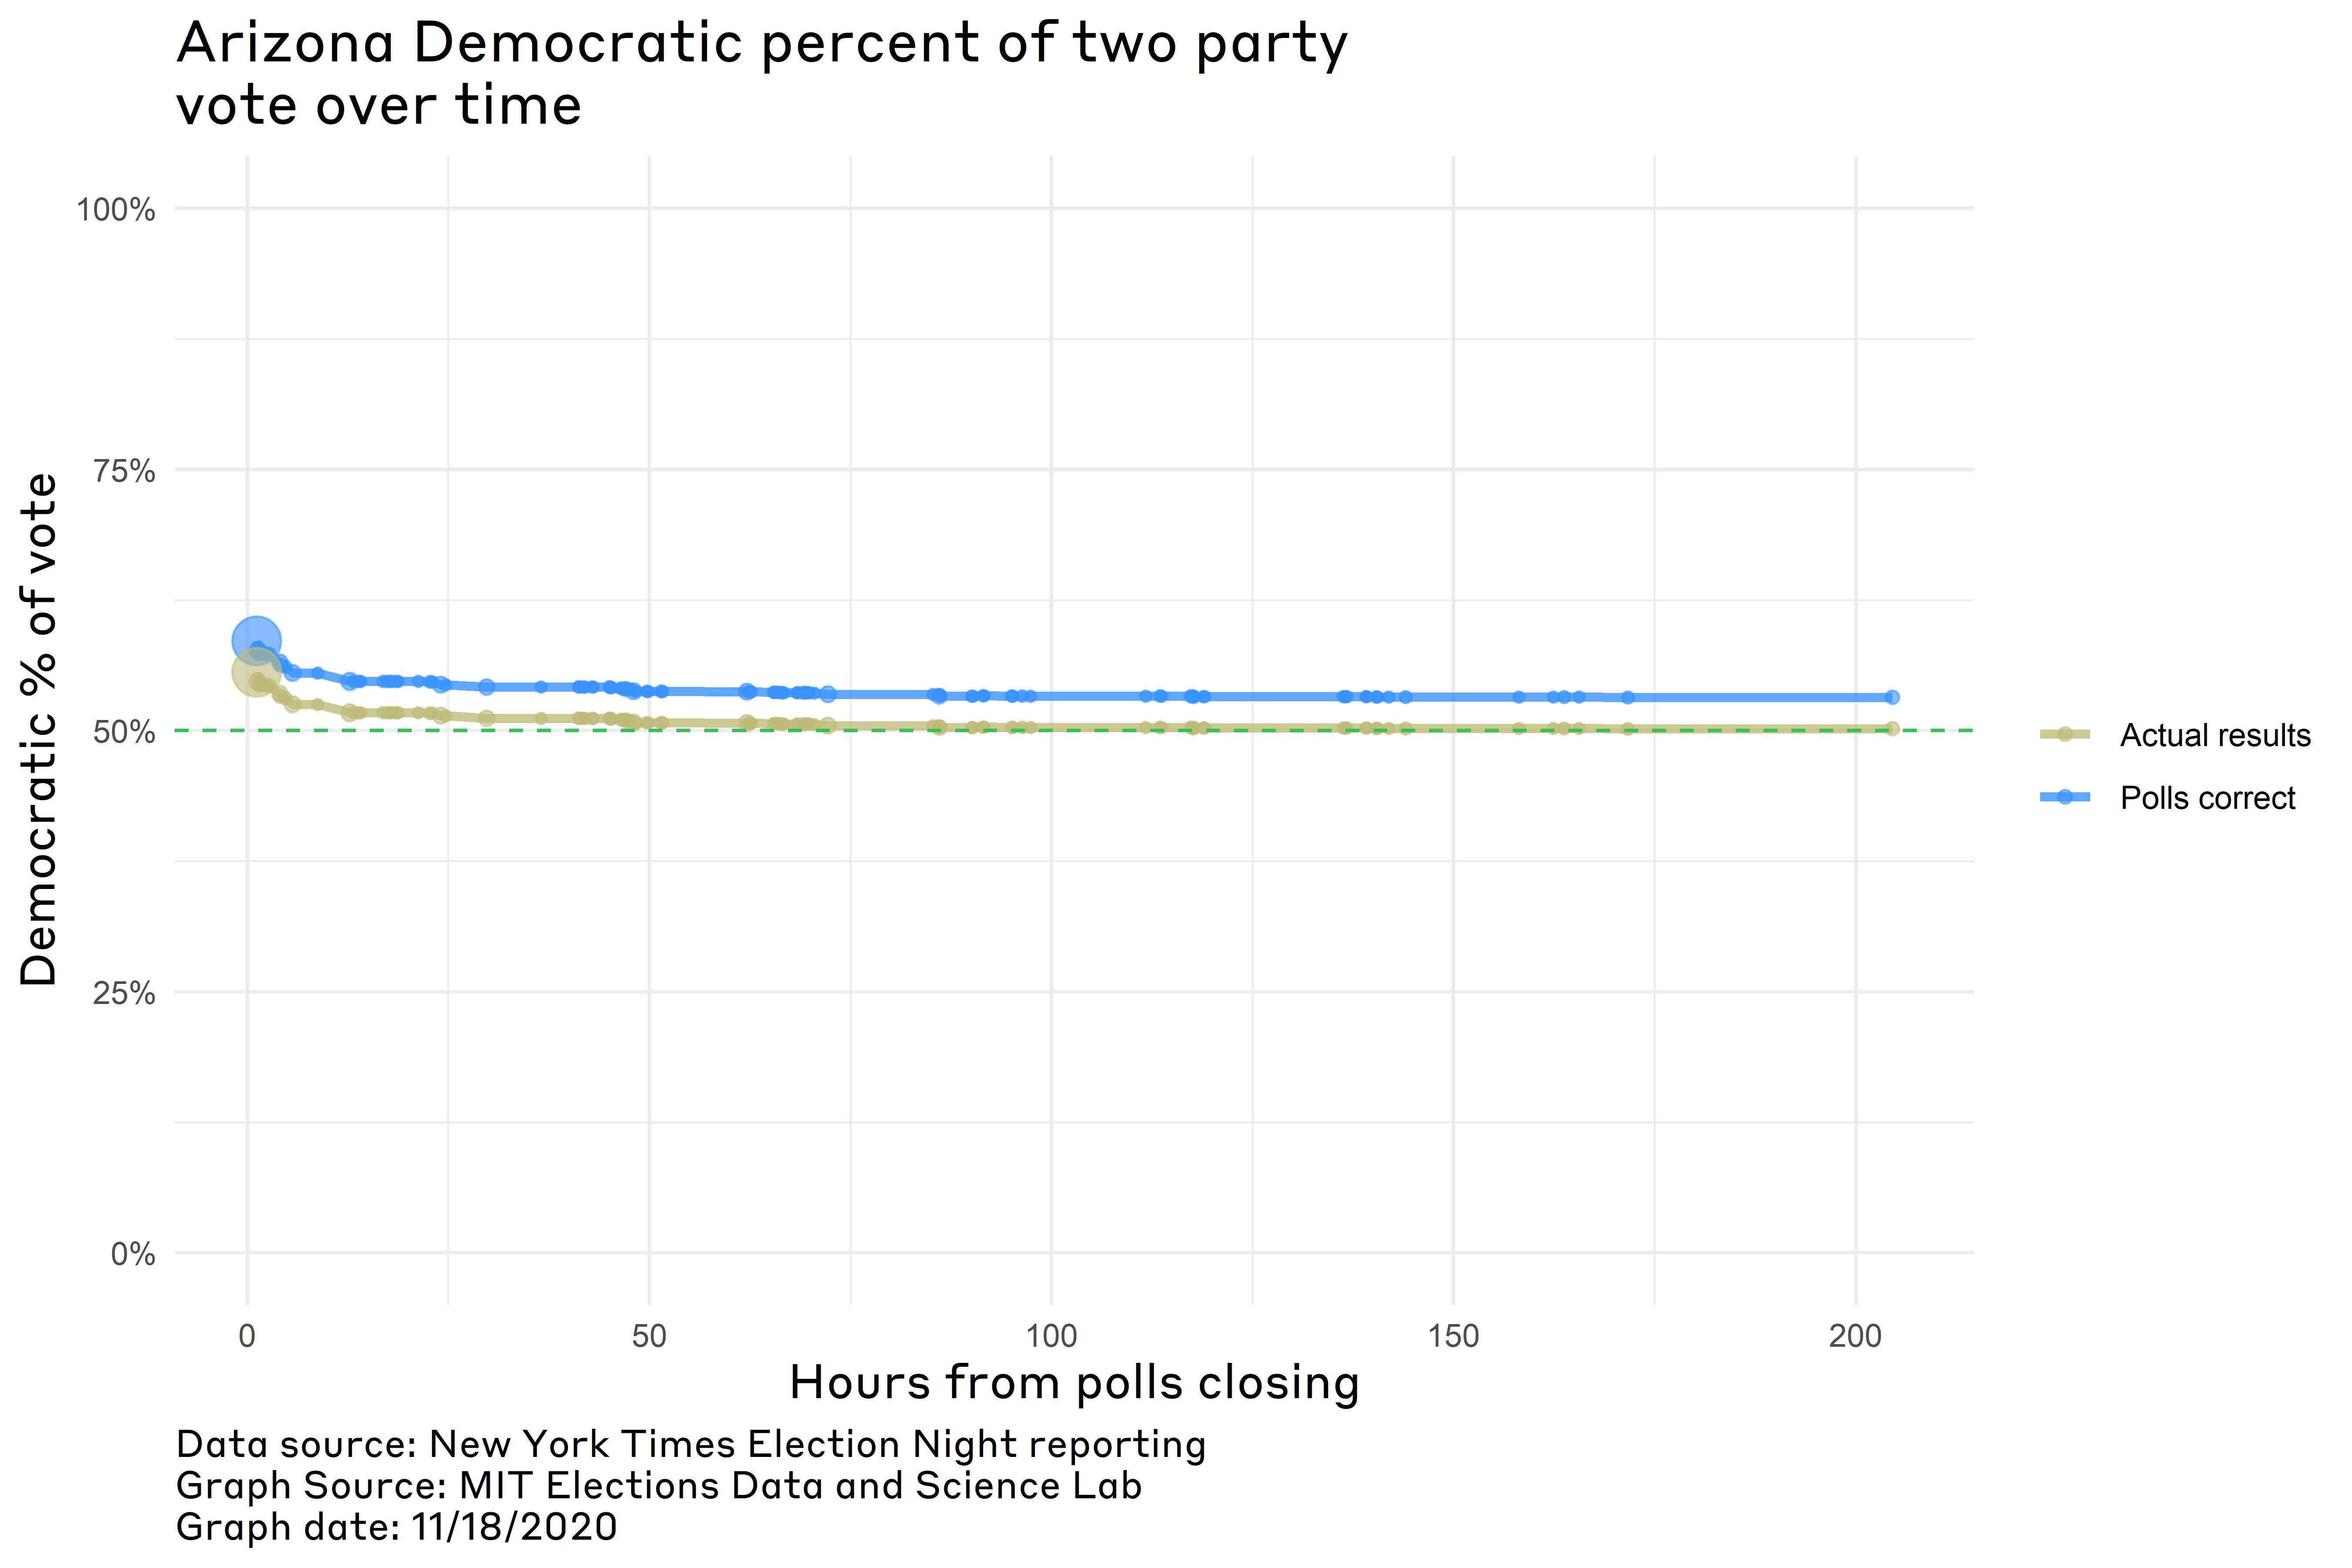 Arizona Democratic percent of two party
vote over time
Democratic % of vote
100%
75%
50%
25%
0%
0
50
100
150
200
Hours from polls closing
Actual results
Polls correct
Data source: New York Times Election Night reporting
Graph Source: MIT Elections Data and Science Lab
Graph date: 11/18/2020